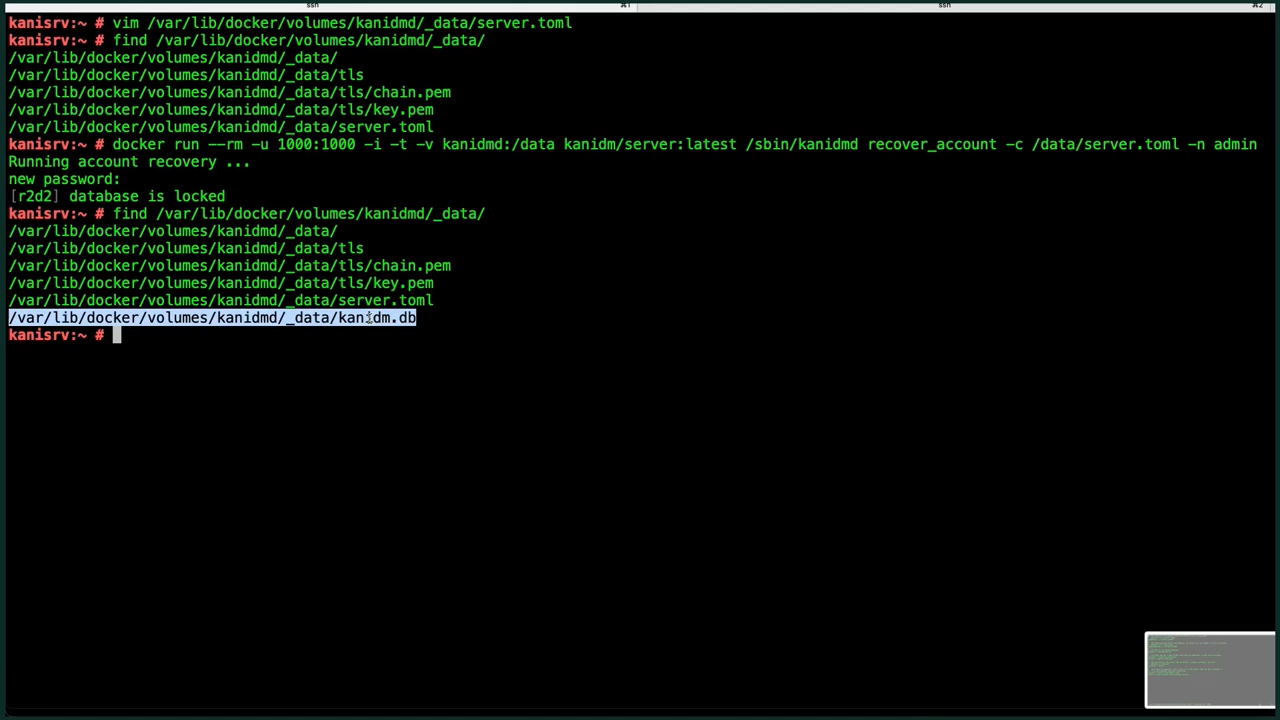 ssh ⌘1 ssh ⌘2
kanisrv:~ # vim /var/lib/docker/volumes/kanidmd/_data/server.toml
kanisrv:~ # find /var/lib/docker/volumes/kanidmd/_data/
/var/lib/docker/volumes/kanidmd/_data/
/var/lib/docker/volumes/kanidmd/_data/tls
/var/lib/docker/volumes/kanidmd/_data/tls/chain.pem
/var/lib/docker/volumes/kanidmd/_data/tls/key.pem
/var/lib/docker/volumes/kanidmd/_data/server.toml
kanisrv:~ # docker run --rm -u 1000:1000 -i -t -v kanidmd:/data kanidm/server:latest /sbin/kanidmd recover_account -c /data/server.toml -n admin
Running account recovery ...
new password:
[r2d2] database is locked
kanisrv:~ # find /var/lib/docker/volumes/kanidmd/_data/
/var/lib/docker/volumes/kanidmd/_data/
/var/lib/docker/volumes/kanidmd/_data/tls
/var/lib/docker/volumes/kanidmd/_data/tls/chain.pem
/var/lib/docker/volumes/kanidmd/_data/tls/key.pem
/var/lib/docker/volumes/kanidmd/_data/server.toml
/var/lib/docker/volumes/kanidmd/_data/kanidm.db
kanisrv:~ #